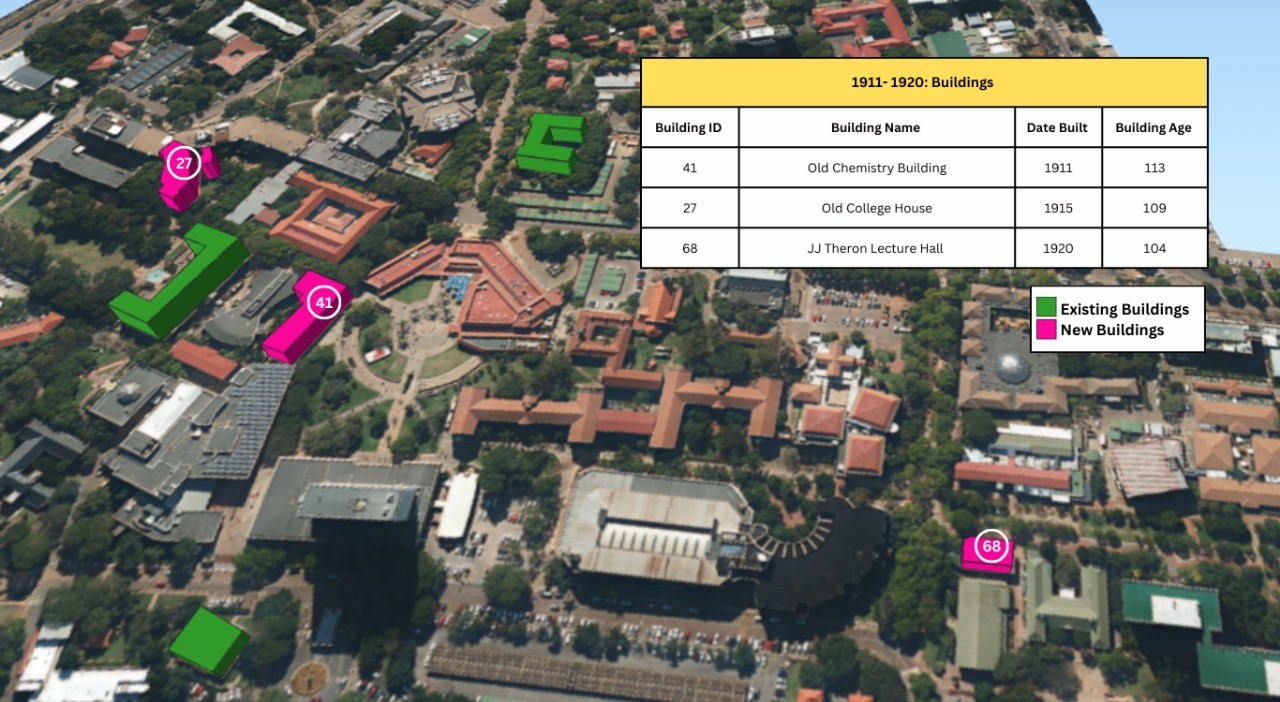 1911- 1920: Buildings
Building ID Building Name Date Built Building Age
41 Old Chemistry Building 1911 113
27 Old College House 1915 109
68 JJ Theron Lecture Hall 1920 104
Existing Buildings
New Buildings
27
41
68